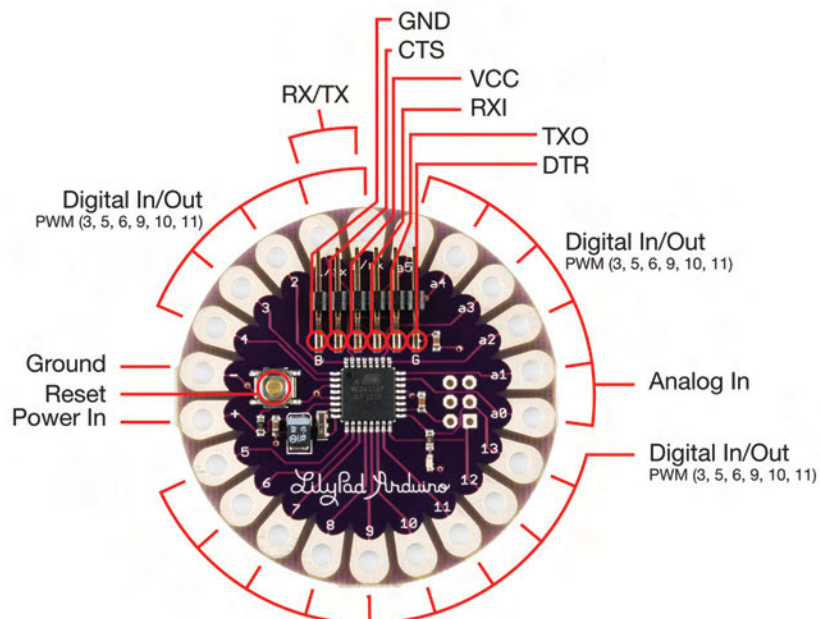 GND
CTS
VCC
RXI
TXO
DTR
RX/TX
Digital In/Out
PWM (3, 5, 6, 9, 10, 11)
Digital In/Out
PWM (3, 5, 6, 9, 10, 11)
Ground
Reset
Power In
Analog In
Digital In/Out
PWM (3, 5, 6, 9, 10, 11)
2
3
4
-
+
5
6
7
8
9
10
11
12
13
a0
a1
a2
a3
a4
a5
B
G
LilyPad Arduino